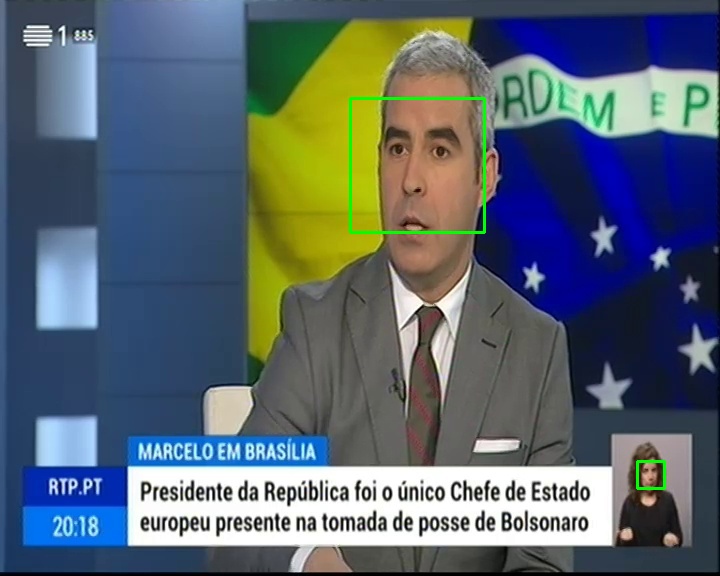 1 885
ORDEM E P
MARCELO EM BRASÍLIA
RTP.PT
Presidente da República foi o único Chefe de Estado
20:18
europeu presente na tomada de posse de Bolsonaro